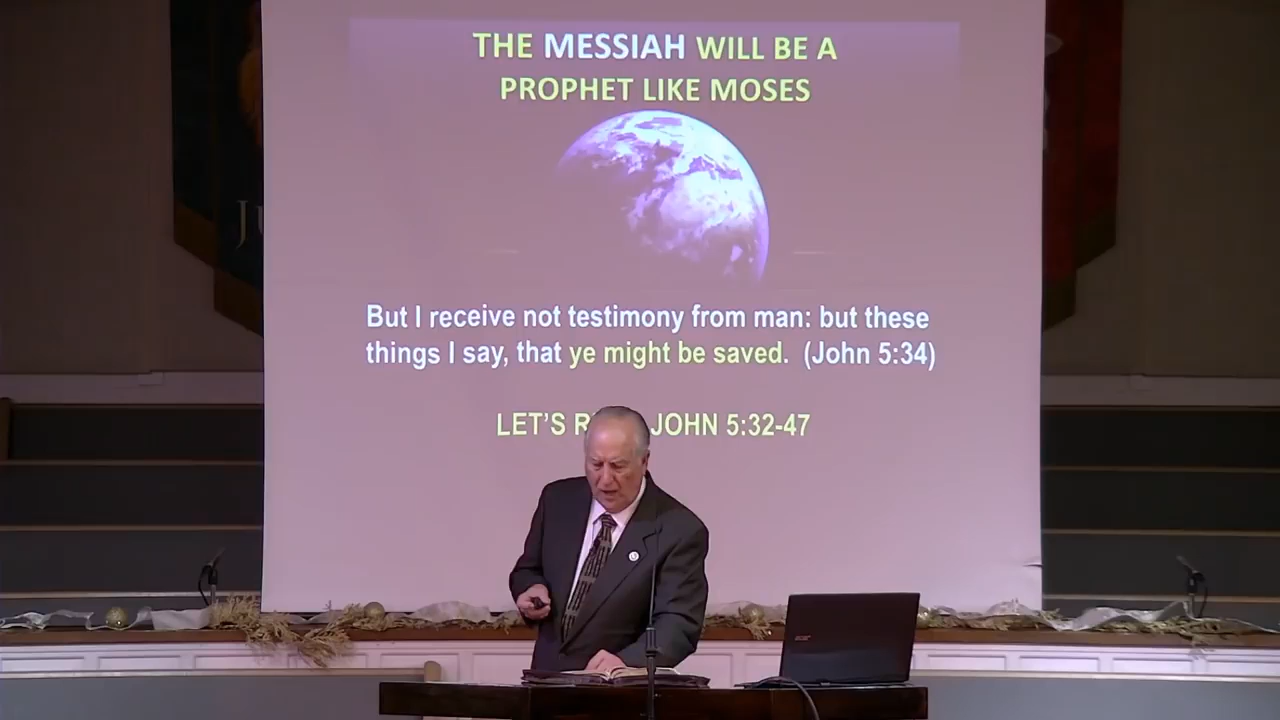 THE MESSIAH WILL BE A
PROPHET LIKE MOSES
But I receive not testimony from man: but these
things I say, that ye might be saved. (John 5:34)
LET'S JOHN 5:32-47